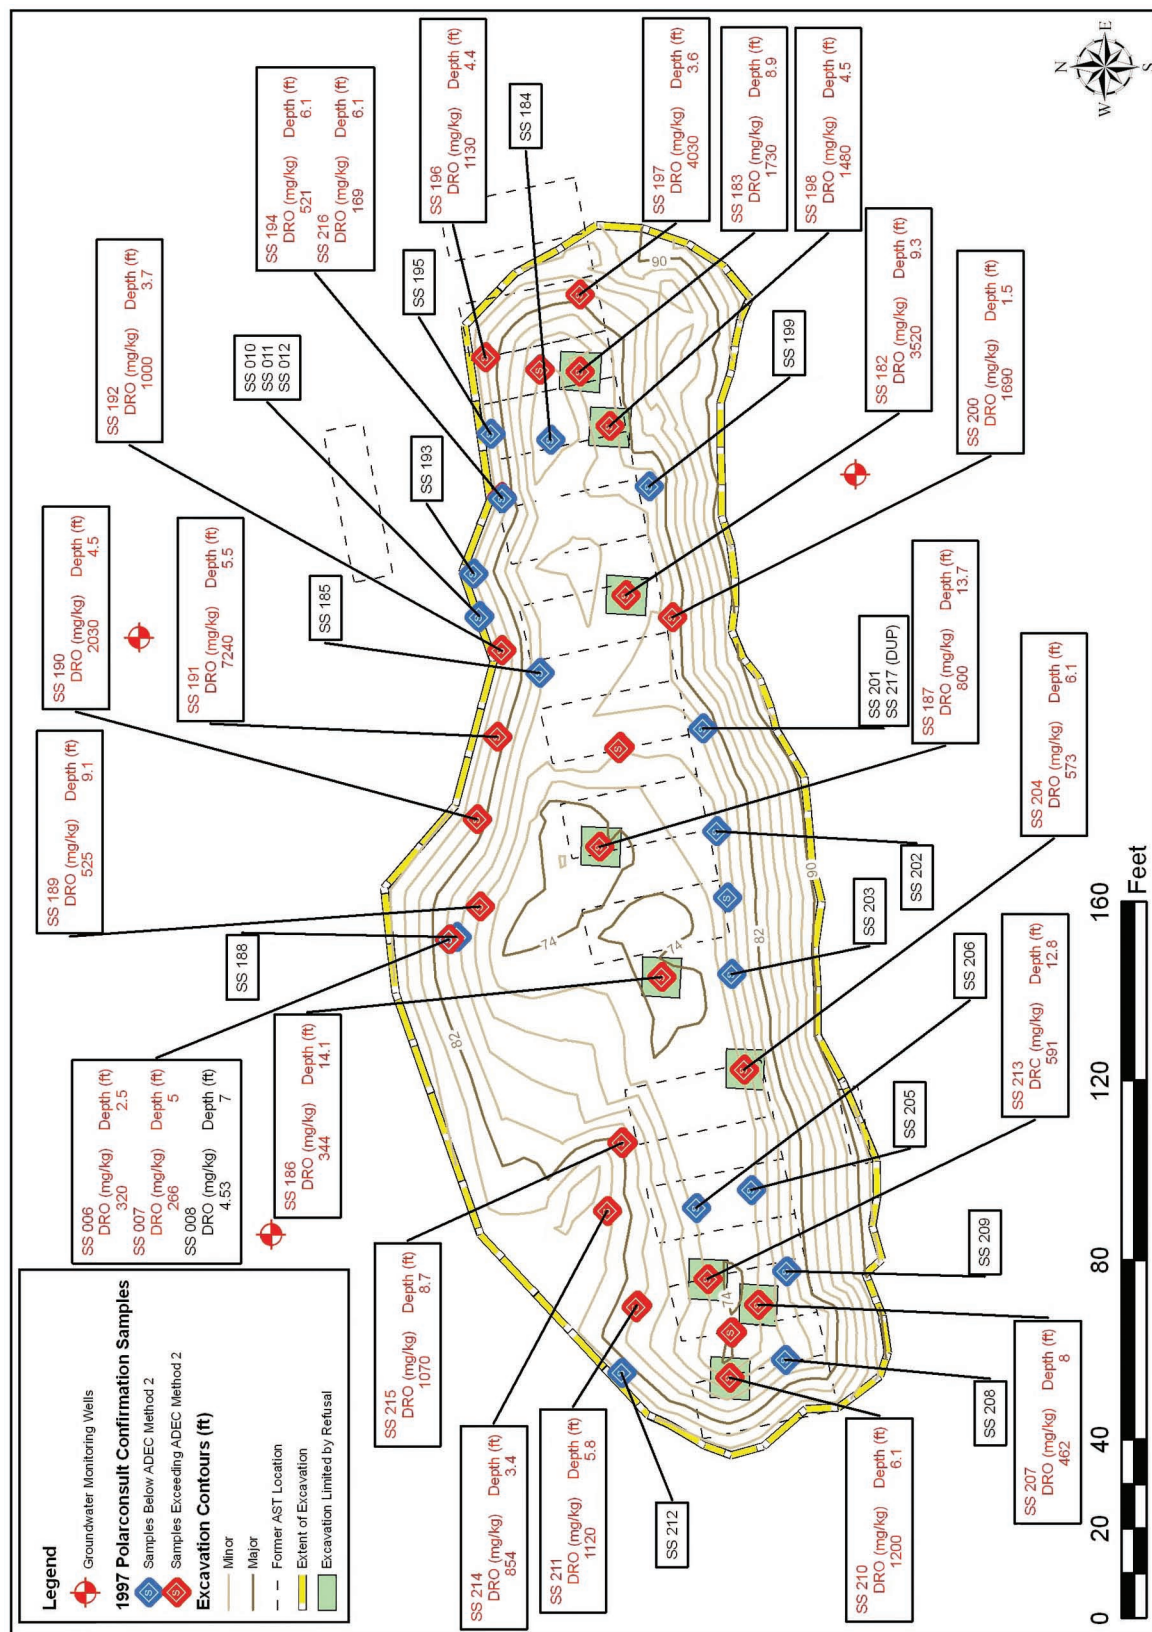 Legend
Groundwater Monitoring Wells
1997 Polarconsult Confirmation Samples
S Samples Below ADEC Method 2
S Samples Exceeding ADEC Method 2
Excavation Contours (ft)
Minor
Major
Former AST Location
Extent of Excavation
Excavation Limited by Refusal
SS 006
DRO (mg/kg) Depth (ft)
320 2.5
SS 007
DRO (mg/kg) Depth (ft)
266 5
SS 008
DRO (mg/kg) Depth (ft)
4.53 7
SS 188
SS 186
DRO (mg/kg) Depth (ft)
344 14.1
SS 189
DRO (mg/kg) Depth (ft)
525 9.1
SS 190
DRO (mg/kg) Depth (ft)
2030 4.5
SS 191
DRO (mg/kg) Depth (ft)
7240 5.5
SS 185
SS 192
DRO (mg/kg) Depth (ft)
1000 3.7
SS 010
SS 011
SS 012
SS 193
SS 194
DRO (mg/kg) Depth (ft)
521 6.1
SS 216
DRO (mg/kg) Depth (ft)
169 6.1
SS 195
SS 196
DRO (mg/kg) Depth (ft)
1130 4.4
SS 184
SS 197
DRO (mg/kg) Depth (ft)
4030 3.6
SS 183
DRO (mg/kg) Depth (ft)
1730 8.9
SS 198
DRO (mg/kg) Depth (ft)
1480 4.5
SS 199
SS 182
DRO (mg/kg) Depth (ft)
3520 9.3
SS 200
DRO (mg/kg) Depth (ft)
1690 1.5
SS 201
SS 217 (DUP)
SS 187
DRO (mg/kg) Depth (ft)
800 13.7
SS 202
SS 203
SS 204
DRO (mg/kg) Depth (ft)
573 6.1
SS 206
SS 205
SS 213
DRC (mg/kg) Depth (ft)
591 12.8
SS 209
SS 208
SS 207
DRO (mg/kg) Depth (ft)
462 8
SS 210
DRO (mg/kg) Depth (ft)
1200 6.1
SS 212
SS 211
DRO (mg/kg) Depth (ft)
1120 5.8
SS 214
DRO (mg/kg) Depth (ft)
854 3.4
SS 215
DRO (mg/kg) Depth (ft)
1070 8.7
82
74
74
74
82
90
90
N
E
S
W
0 20 40 80 120 160
Feet